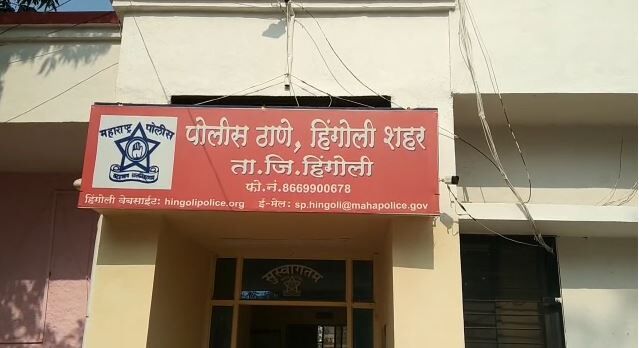 महाराष्ट्र पोलीस
पोलीस ठाणे, हिंगोली शहर
ता.जि.हिंगोली
फो.नं.8669900678
हिंगोली वेबसाईट: hingolipolice.org ई-मेल: sp.hingoli@mahapolice.gov
सुस्वागतम